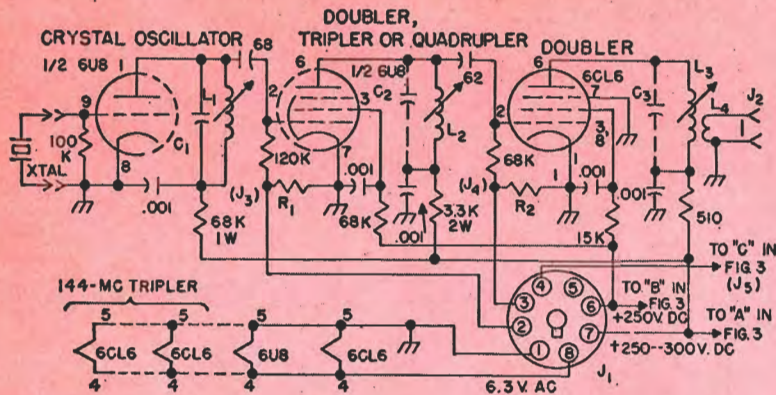 DOUBLER,
CRYSTAL OSCILLATOR
TRIPLER OR QUADRUPLER
DOUBLER
1/2 6U8
1
68
6
1/2 6U8
62
6
6CL6
L1
C2
C3
L3
9
2
3
2
7
L4
J2
100
K
C1
L2
3,
8
1
8
120K
7
68K
1
XTAL
.001
(J3)
R1
.001
(J4)
R2
1
.001
.001
68K
1W
68K
.001
3.3K
2W
15K
510
144-MC TRIPLER
TO "C" IN
FIG. 3
(J5)
4
5
3
6
TO "B" IN
FIG. 3
+250V. DC
2
7
TO "A" IN
FIG. 3
1
8
+250--300V. DC
J1
5
5
5
5
6CL6
6CL6
6U8
6CL6
4
4
4
4
6.3 V. AC